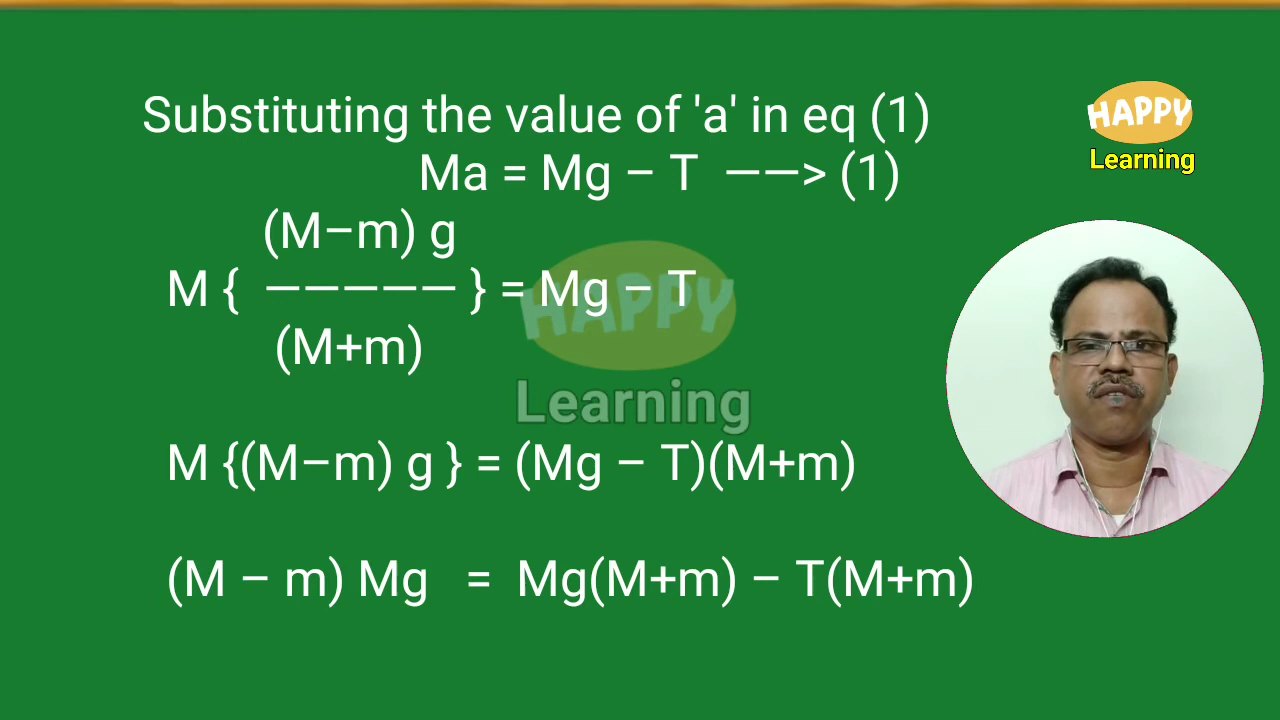 Substituting the value of 'a' in eq (1)
Ma = Mg – T ——> (1)
(M–m) g
M { ————— } = Mg – T
(M+m)
M {(M–m) g } = (Mg – T)(M+m)
(M – m) Mg = Mg(M+m) – T(M+m)
HAPPY
Learning
HAPPY
Learning